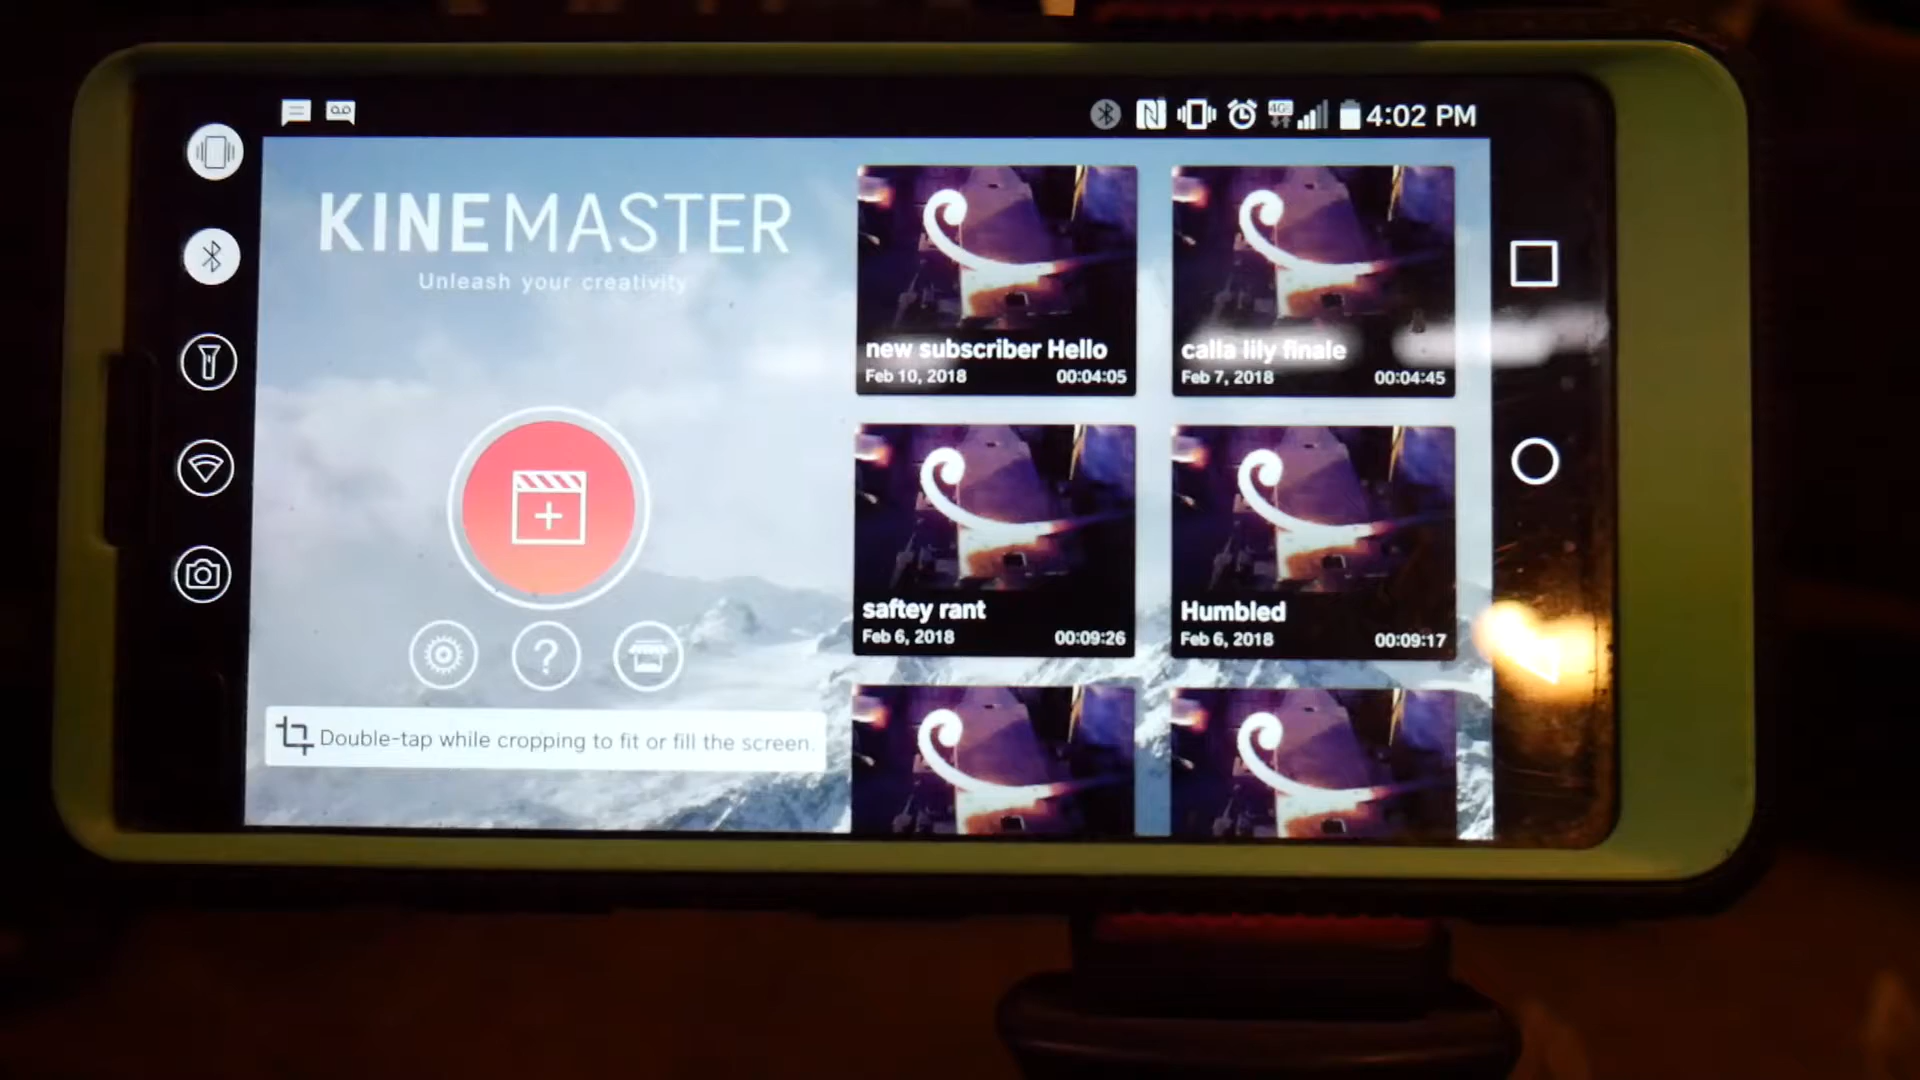 4G
4:02 PM
KINEMASTER
Unleash your creativity
new subscriber Hello
Feb 10, 2018 00:04:05
calla lily finale
Feb 7, 2018 00:04:45
saftey rant
Feb 6, 2018 00:09:26
Humbled
Feb 6, 2018 00:09:17
Double-tap while cropping to fit or fill the screen.